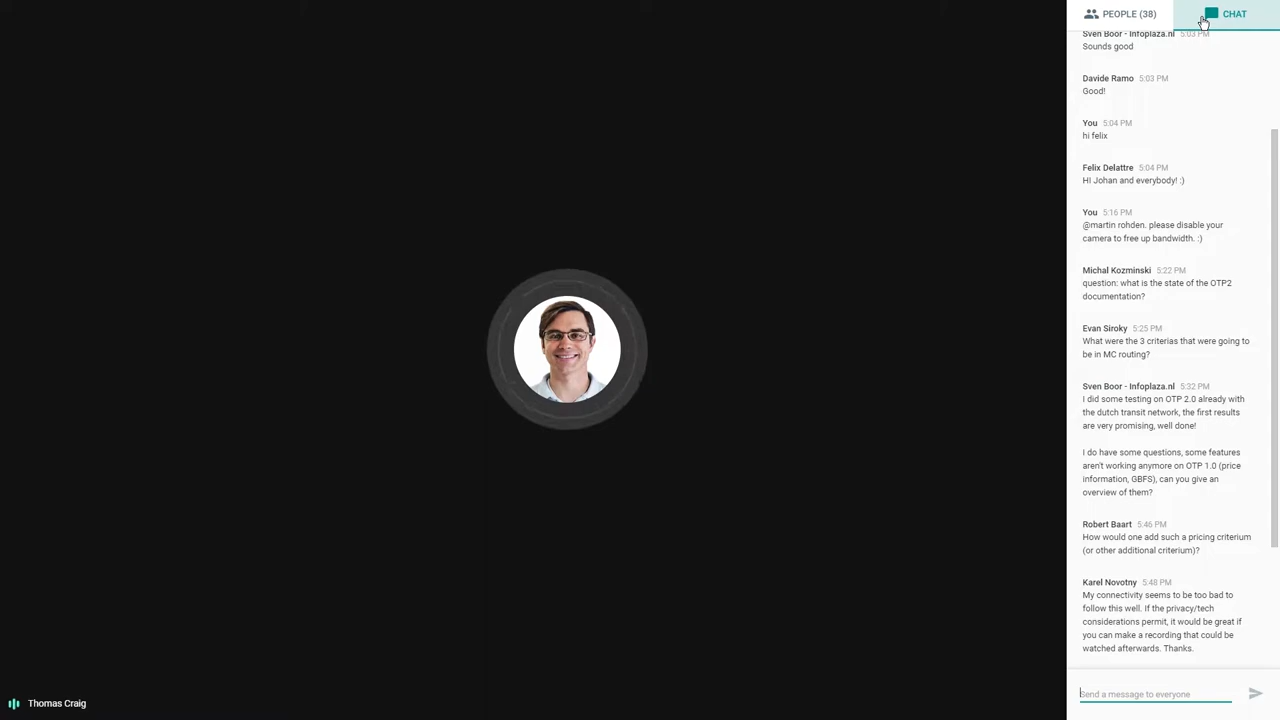 PEOPLE (38)
CHAT
Sven Boor - Infoplaza.nl 5:03 PM
Sounds good
Davide Ramo 5:03 PM
Good!
You 5:04 PM
hi felix
Felix Delattre 5:04 PM
HI Johan and everybody! :)
You 5:16 PM
@martin rohden. please disable your
camera to free up bandwidth. :)
Michal Kozminski 5:22 PM
question: what is the state of the OTP2
documentation?
Evan Siroky 5:25 PM
What were the 3 criterias that were going to
be in MC routing?
Sven Boor - Infoplaza.nl 5:32 PM
I did some testing on OTP 2.0 already with
the dutch transit network, the first results
are very promising, well done!
I do have some questions, some features
aren't working anymore on OTP 1.0 (price
information, GBFS), can you give an
overview of them?
Robert Baart 5:46 PM
How would one add such a pricing criterium
(or other additional criterium)?
Karel Novotny 5:48 PM
My connectivity seems to be too bad to
follow this well. If the privacy/tech
considerations permit, it would be great if
you can make a recording that could be
watched afterwards. Thanks.
Send a message to everyone
Thomas Craig